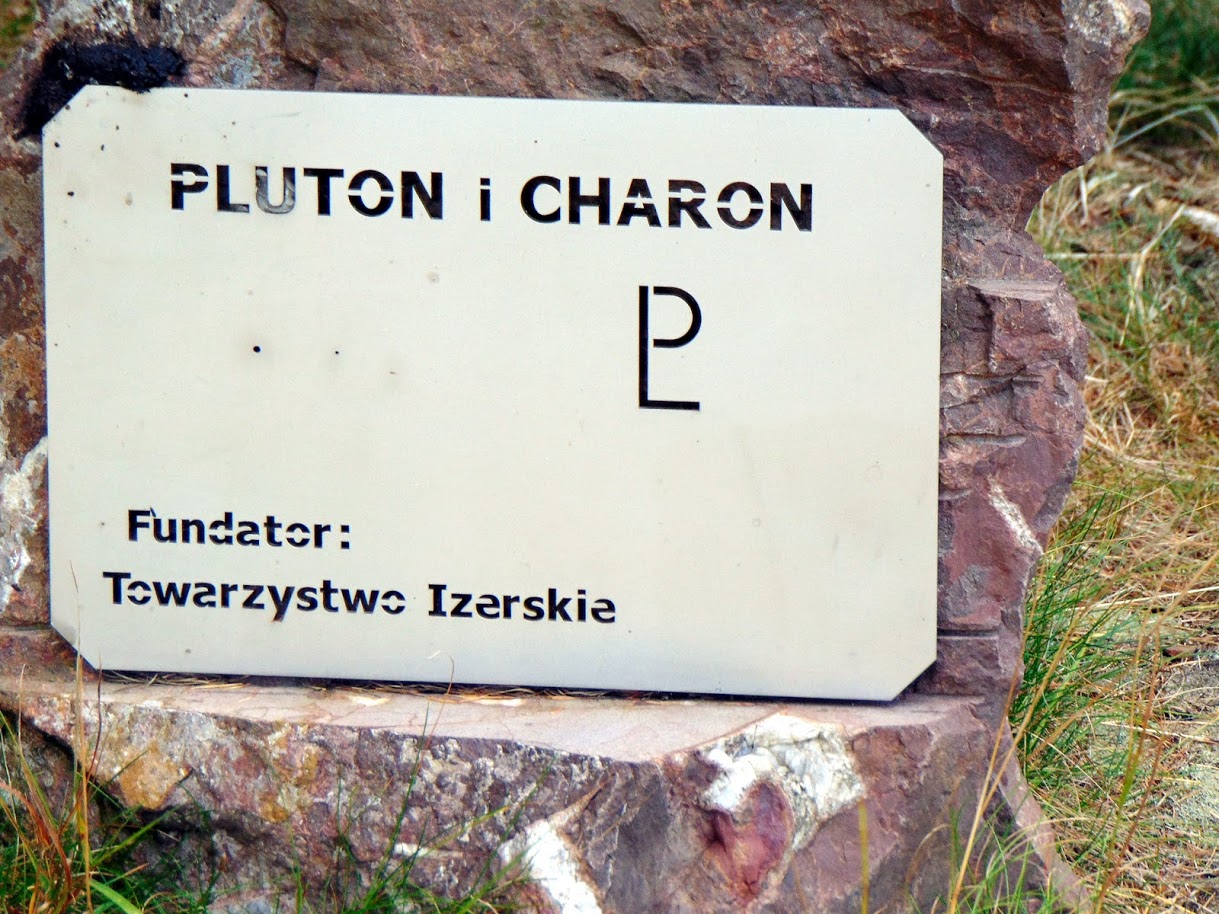 PLUTON i CHARON
♇
Fundator:
Towarzystwo Izerskie